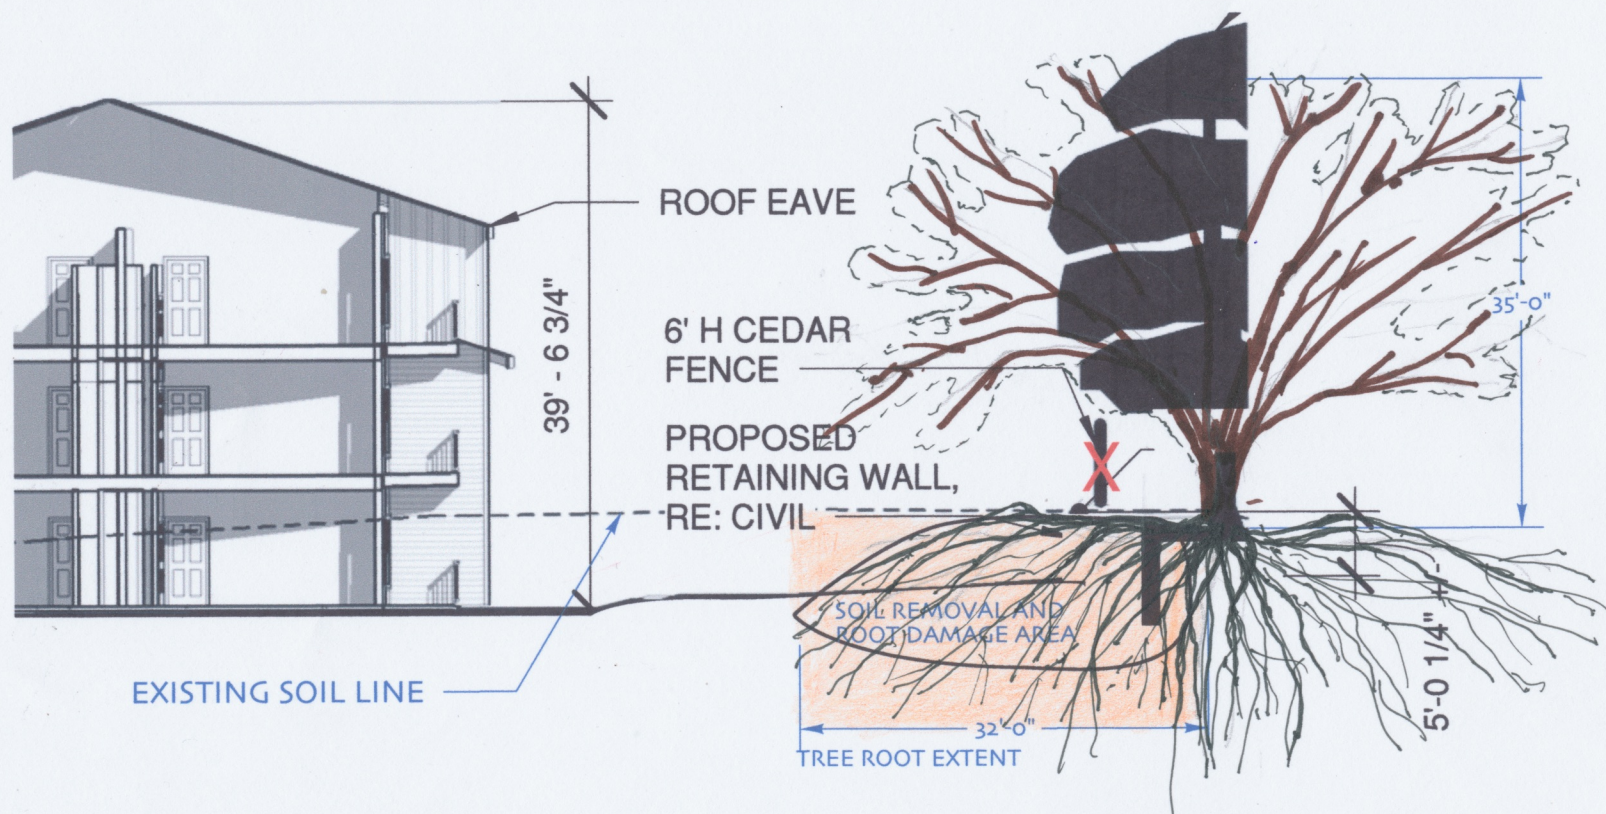 ROOF EAVE
39' - 6 3/4"
6' H CEDAR
FENCE
PROPOSED
RETAINING WALL,
RE: CIVIL
X
35'-0"
SOIL REMOVAL AND
ROOT DAMAGE AREA
5'-0 1/4" +-
EXISTING SOIL LINE
32'-0"
TREE ROOT EXTENT